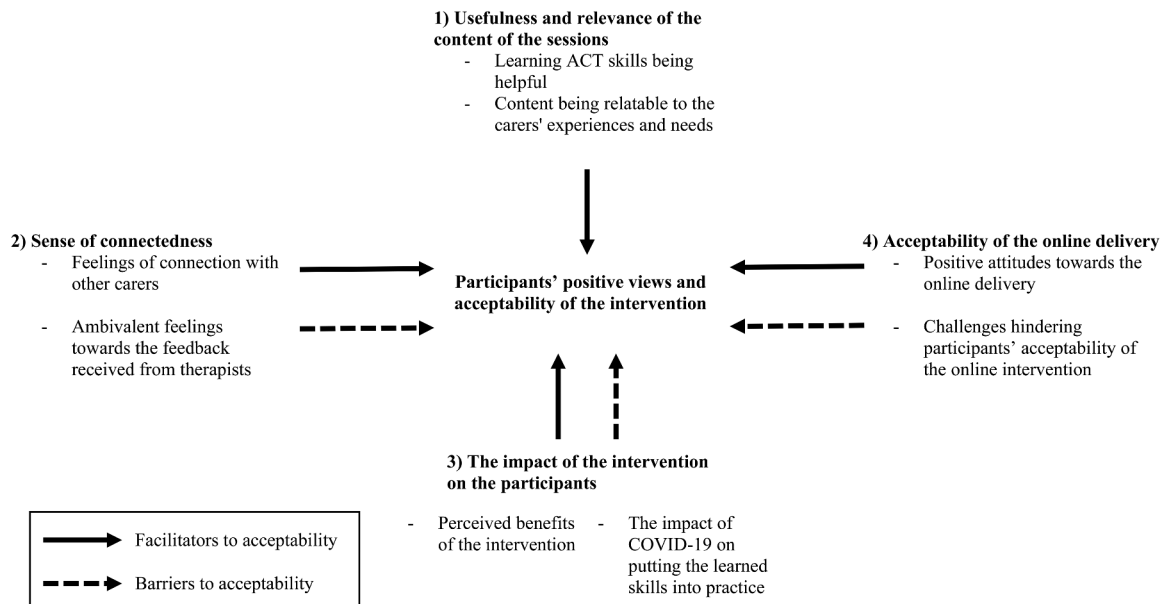 1) Usefulness and relevance of the
content of the sessions
- Learning ACT skills being
helpful
- Content being relatable to the
carers' experiences and needs
2) Sense of connectedness
- Feelings of connection with
other carers
- Ambivalent feelings
towards the feedback
received from therapists
Participants’ positive views and
acceptability of the intervention
4) Acceptability of the online delivery
- Positive attitudes towards the
online delivery
- Challenges hindering
participants’ acceptability of
the online intervention
3) The impact of the intervention
on the participants
- Perceived benefits
of the intervention
- The impact of
COVID-19 on
putting the learned
skills into practice
Facilitators to acceptability
Barriers to acceptability